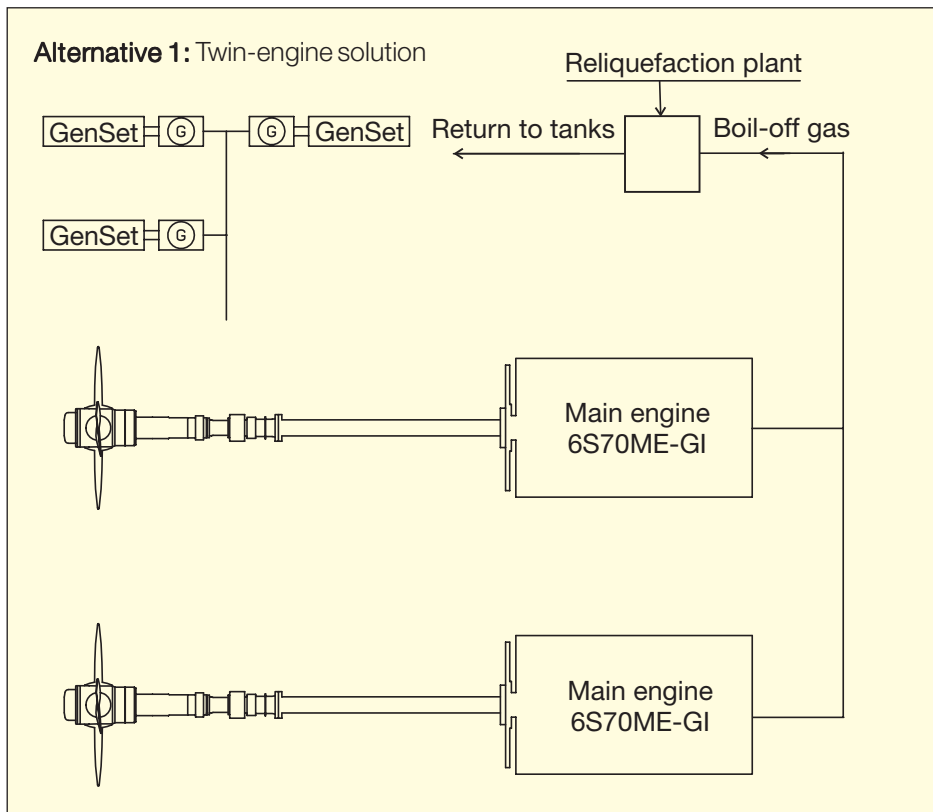 Alternative 1: Twin-engine solution
Reliquefaction plant
GenSet G G GenSet
Return to tanks
Boil-off gas
GenSet G
Main engine
6S70ME-GI
Main engine
6S70ME-GI